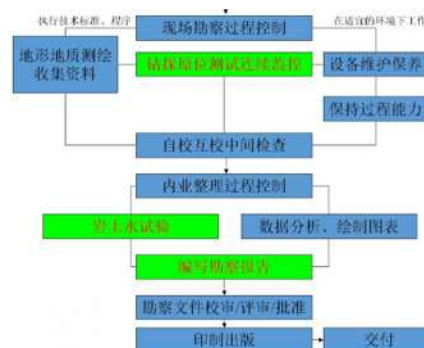 执行技术标准、程序
现场勘察过程控制
在适宜的环境下工作
地形地质测绘
收集资料
钻探原位测试连续监控
设备维护保养
保持过程能力
自校互校中间检查
内业整理过程控制
岩土水试验
数据分析、绘制图表
编写勘察报告
勘察文件校审/评审/批准
印制出版
交付